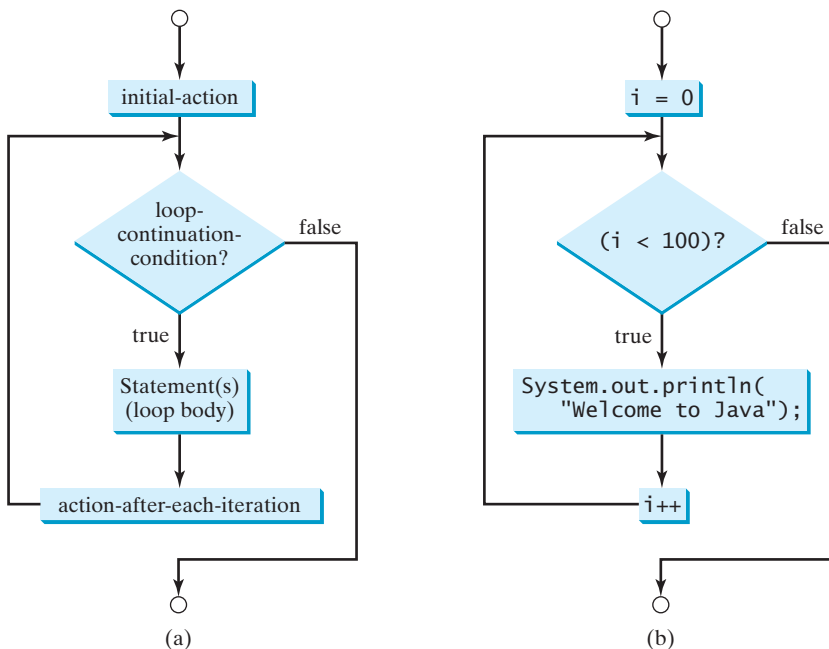 initial-action
loop-
continuation-
condition?
false
true
Statement(s)
(loop body)
action-after-each-iteration
(a)
i = 0
(i < 100)?
false
true
System.out.println(
"Welcome to Java");
i++
(b)